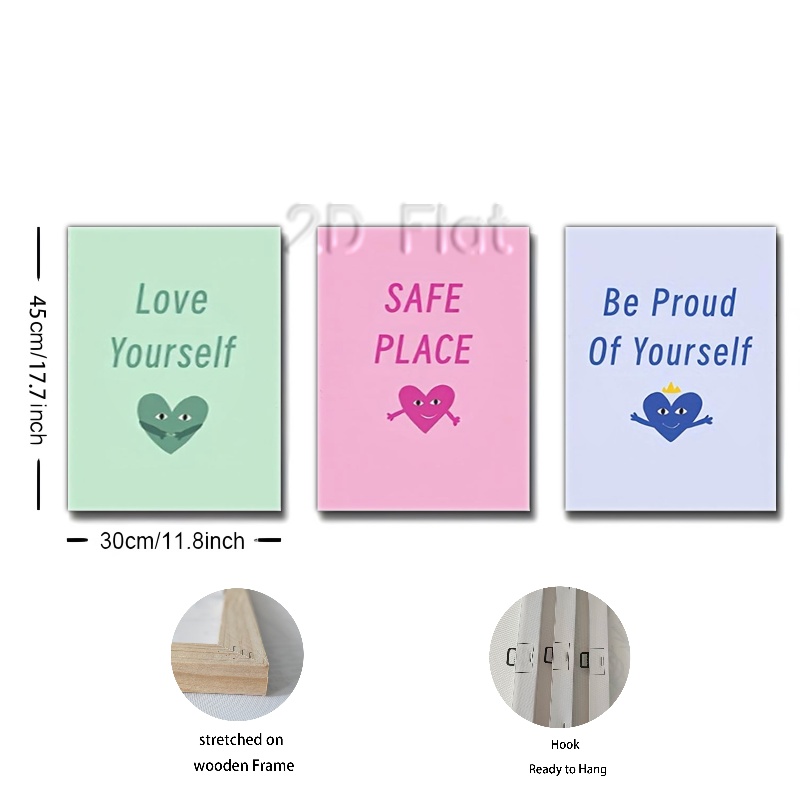 2D Flat
Love
Yourself
SAFE
PLACE
Be Proud
Of Yourself
45cm/17.7inch
30cm/11.8inch
stretched on
wooden Frame
Hook
Ready to Hang